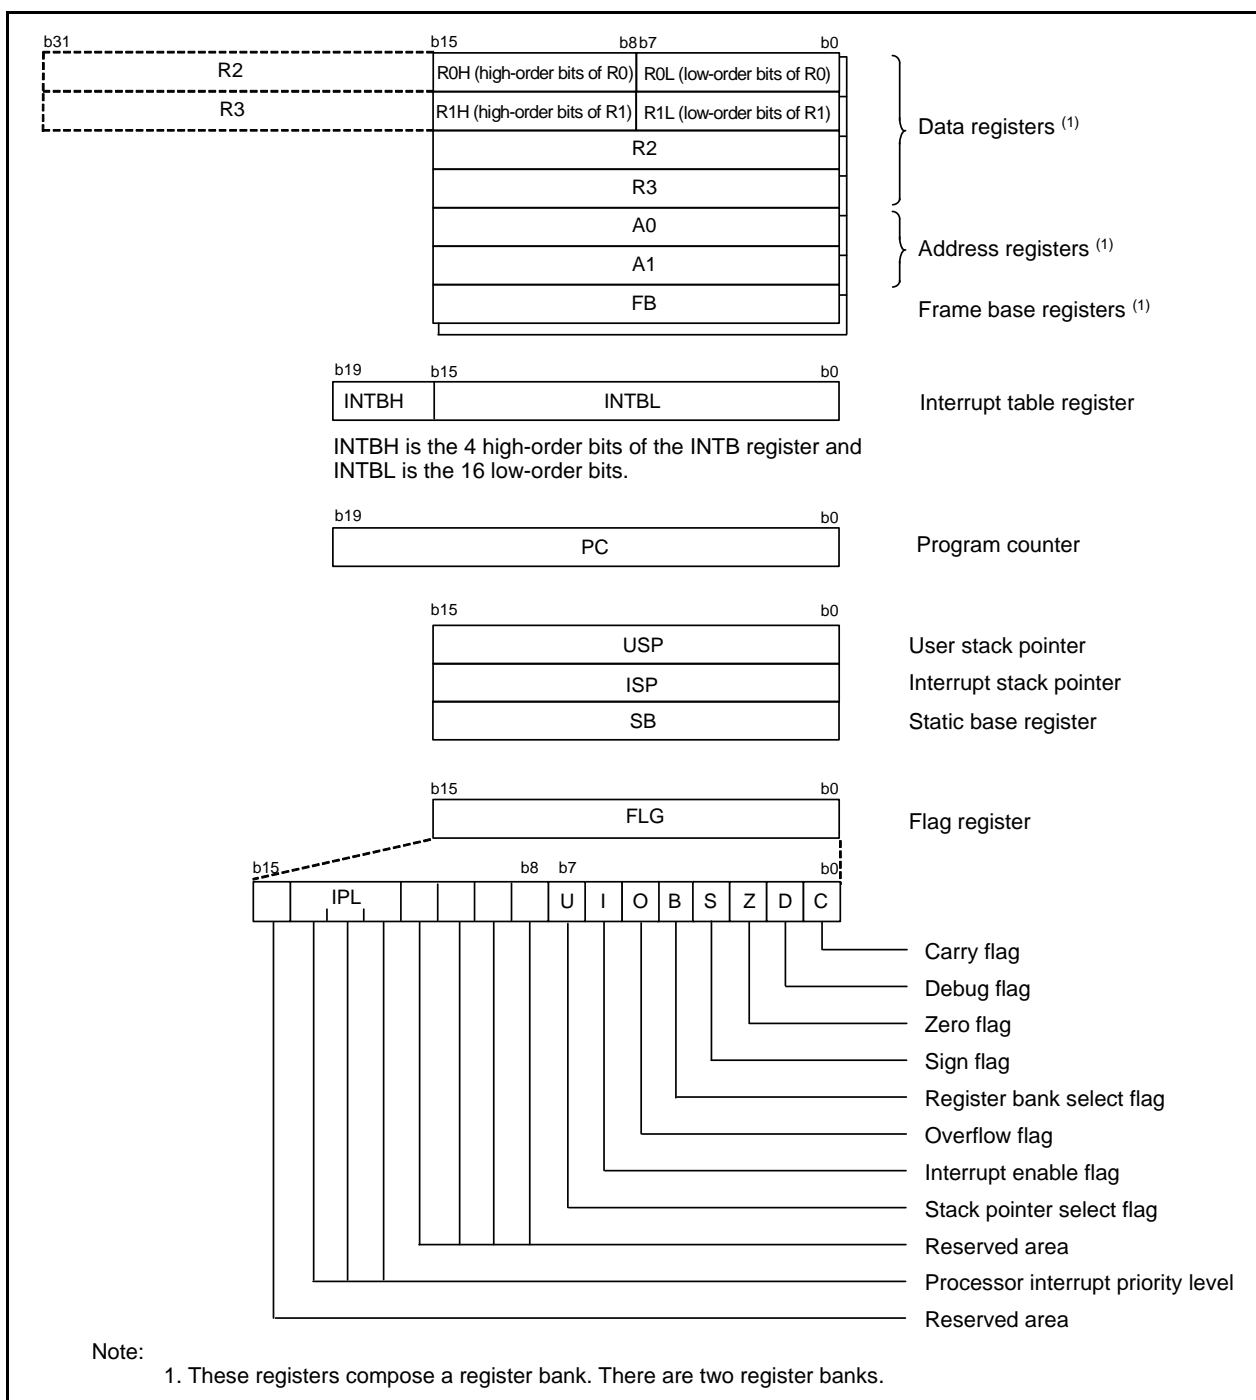 b31 b15 b8b7 b0
R2 R0H (high-order bits of R0) R0L (low-order bits of R0)
R3 R1H (high-order bits of R1) R1L (low-order bits of R1)
Data registers (1)
R2
R3
A0
Address registers (1)
A1
FB Frame base registers (1)
b19 b15 b0
INTBH INTBL Interrupt table register
INTBH is the 4 high-order bits of the INTB register and
INTBL is the 16 low-order bits.
b19 b0
PC Program counter
b15 b0
USP User stack pointer
ISP Interrupt stack pointer
SB Static base register
b15 b0
FLG Flag register
b15 b8 b7 b0
IPL U I O B S Z D C
Carry flag
Debug flag
Zero flag
Sign flag
Register bank select flag
Overflow flag
Interrupt enable flag
Stack pointer select flag
Reserved area
Processor interrupt priority level
Reserved area
Note:
1. These registers compose a register bank. There are two register banks.